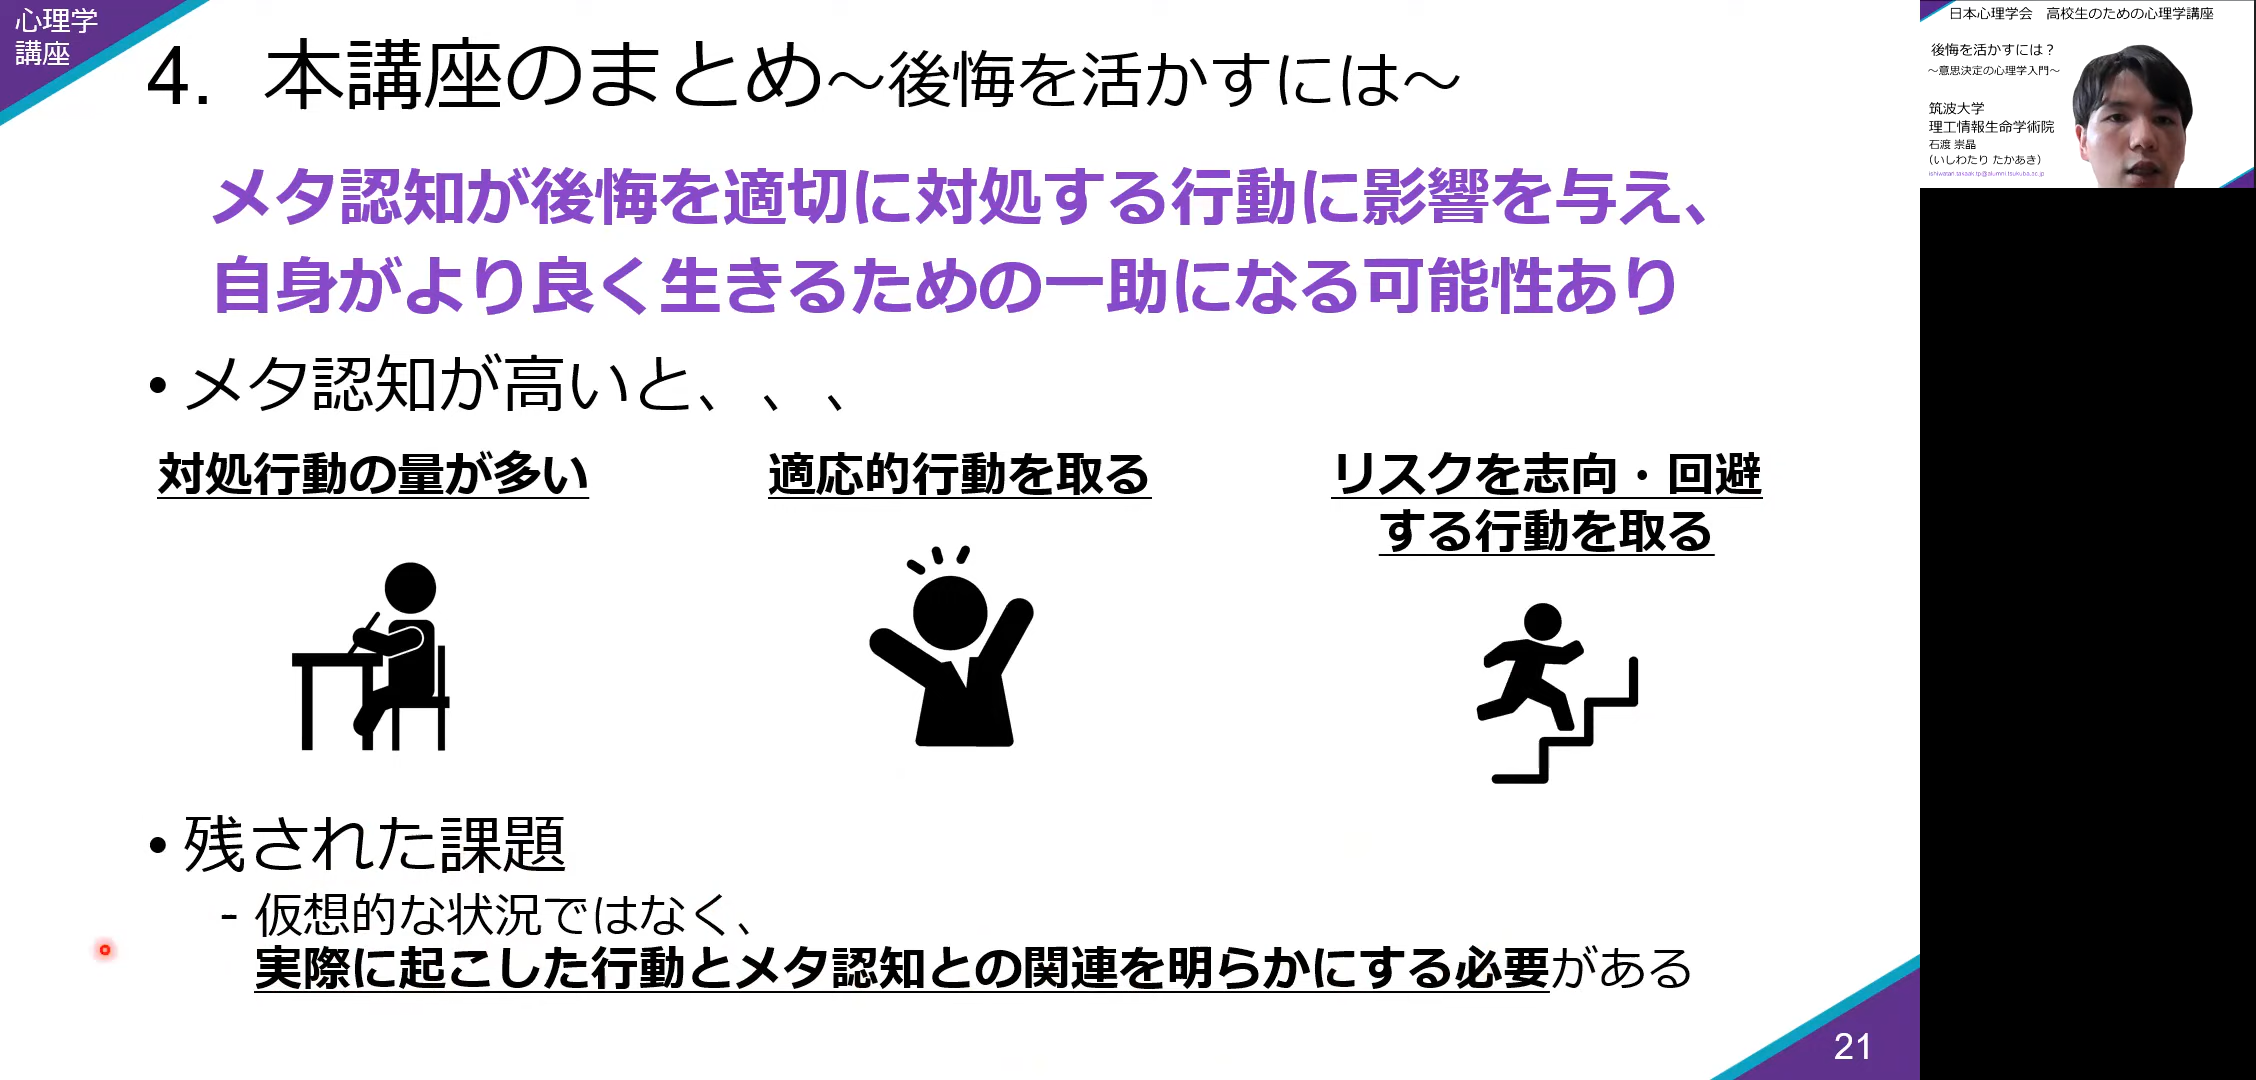 心理学
講座
4. 本講座のまとめ～後悔を活かすには～
メタ認知が後悔を適切に対処する行動に影響を与え、
自身がより良く生きるための一助になる可能性あり
•メタ認知が高いと、、、
対処行動の量が多い
適応的行動を取る
リスクを志向・回避
する行動を取る
•残された課題
- 仮想的な状況ではなく、
実際に起こした行動とメタ認知との関連を明らかにする必要がある
21
日本心理学会　高校生のための心理学講座
後悔を活かすには？
～意思決定の心理学入門～
筑波大学
理工情報生命学術院
石渡 崇晶
（いしわたり たかあき）